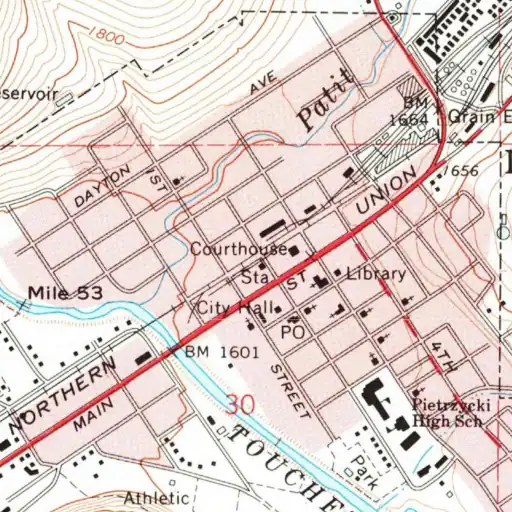 1800
eservoir
AVE
Patit
BM
1664
Grain E
DAYTON
1ST
UNION
1656
Courthouse
Sta
ST
Library
Mile 53
City Hall
PO
BM 1601
4TH
NORTHERN
MAIN
STREET
30
Pietrzycki
High Sch
TOUCHE
Park
Athletic